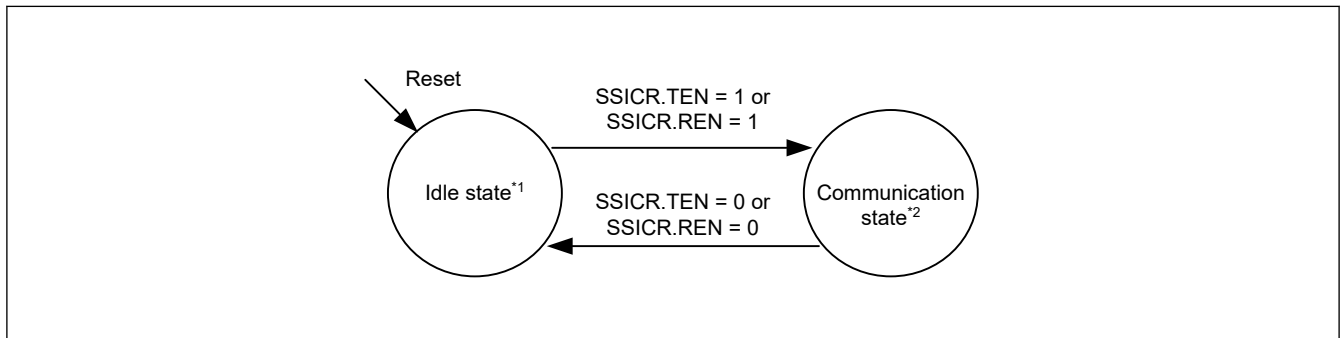 Reset
SSICR.TEN = 1 or
SSICR.REN = 1
Idle state*1
SSICR.TEN = 0 or
SSICR.REN = 0
Communication
state*2